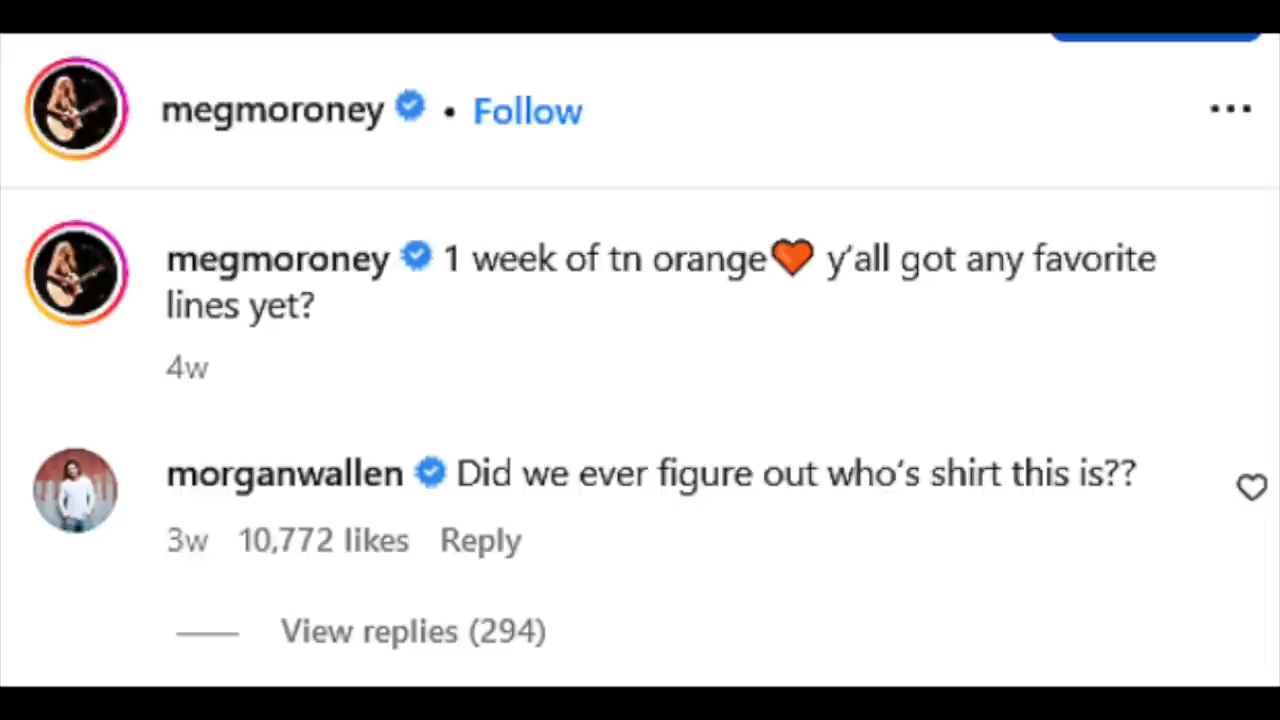 megmoroney • Follow
megmoroney 1 week of tn orange🧡 y'all got any favorite
lines yet?
4w
morganwallen Did we ever figure out who's shirt this is??
3w 10,772 likes Reply
View replies (294)